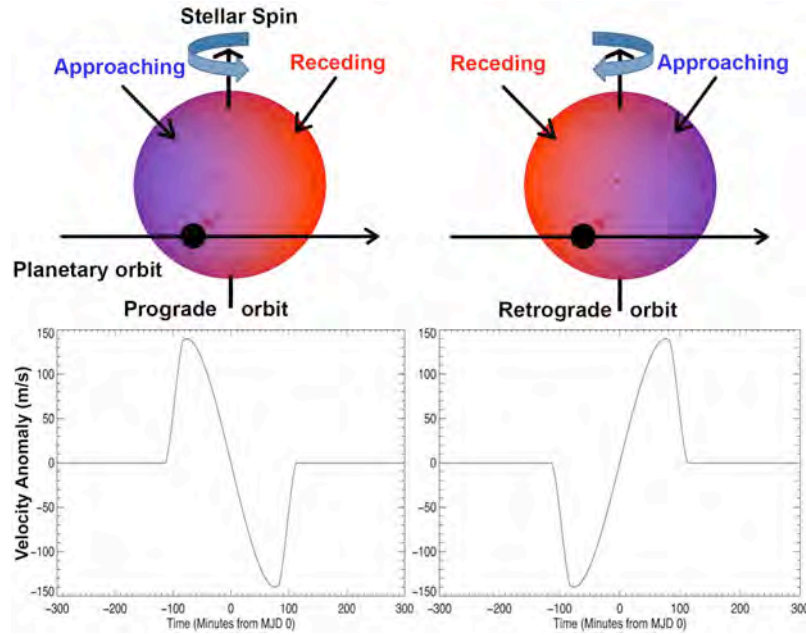 Stellar Spin
Approaching
Receding
Receding
Approaching
Planetary orbit
Prograde orbit
Retrograde orbit
Velocity Anomaly (m/s)
150
100
50
0
−50
−100
−150
−300 −200 −100 0 100 200 300
Time (Minutes from MJD 0)
150
100
50
0
−50
−100
−150
−300 −200 −100 0 100 200 300
Time (Minutes from MJD 0)